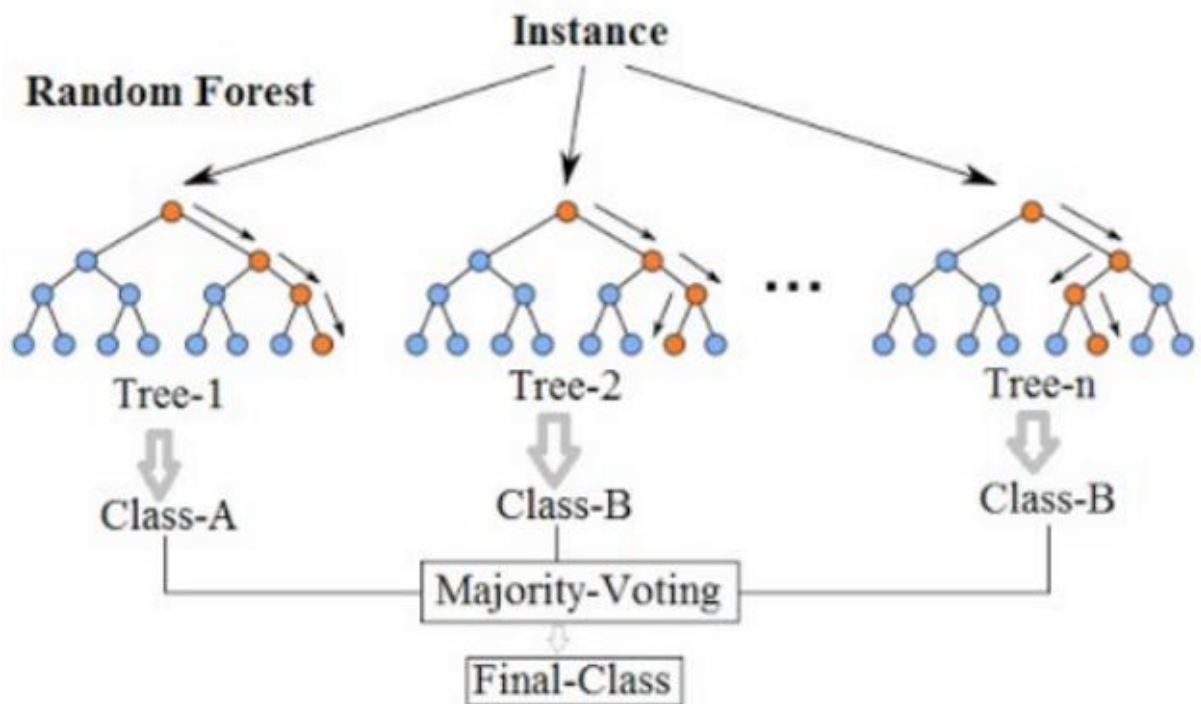 Instance
Random Forest
...
Tree-1
Tree-2
Tree-n
Class-A
Class-B
Class-B
Majority-Voting
Final-Class